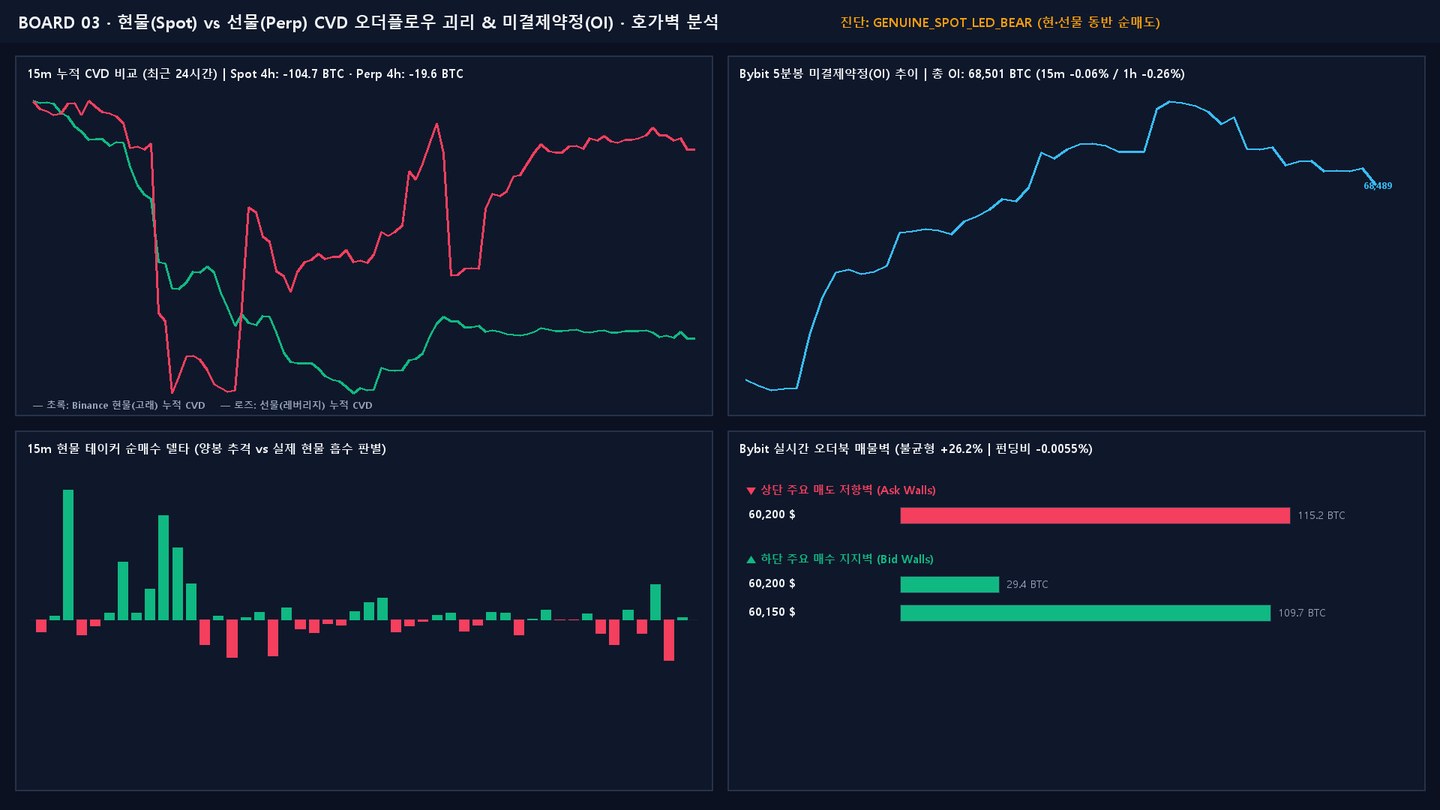 BOARD 03 · 현물(Spot) vs 선물(Perp) CVD 오더플로우 괴리 & 미결제약정(OI) · 호가벽 분석
진단: GENUINE_SPOT_LED_BEAR (현·선물 동반 순매도)
15m 누적 CVD 비교 (최근 24시간) | Spot 4h: -104.7 BTC · Perp 4h: -19.6 BTC
— 초록: Binance 현물(고래) 누적 CVD — 로즈: 선물(레버리지) 누적 CVD
Bybit 5분봉 미결제약정(OI) 추이 | 총 OI: 68,501 BTC (15m -0.06% / 1h -0.26%)
68,489
15m 현물 테이커 순매수 델타 (양봉 추격 vs 실제 현물 흡수 판별)
Bybit 실시간 오더북 매물벽 (불균형 +26.2% | 펀딩비 -0.0055%)
▼ 상단 주요 매도 저항벽 (Ask Walls)
60,200 $ 115.2 BTC
▲ 하단 주요 매수 지지벽 (Bid Walls)
60,200 $ 29.4 BTC
60,150 $ 109.7 BTC